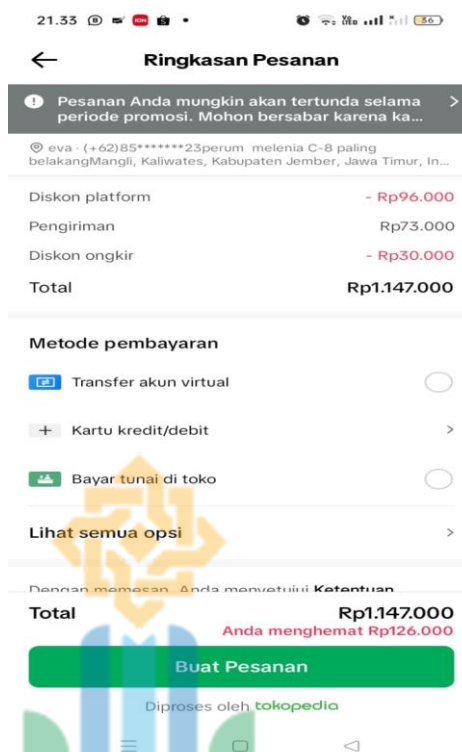 21.33
36
Ringkasan Pesanan
Pesanan Anda mungkin akan tertunda selama
periode promosi. Mohon bersabar karena ka...
eva · (+62)85*******23perum melenia C-8 paling
belakangMangli, Kaliwates, Kabupaten Jember, Jawa Timur, In...
Diskon platform - Rp96.000
Pengiriman Rp73.000
Diskon ongkir - Rp30.000
Total Rp1.147.000
Metode pembayaran
Transfer akun virtual
Kartu kredit/debit
Bayar tunai di toko
Lihat semua opsi
Dengan memesan, Anda menyetujui Ketentuan
Total Rp1.147.000
Anda menghemat Rp126.000
Buat Pesanan
Diproses oleh tokopedia